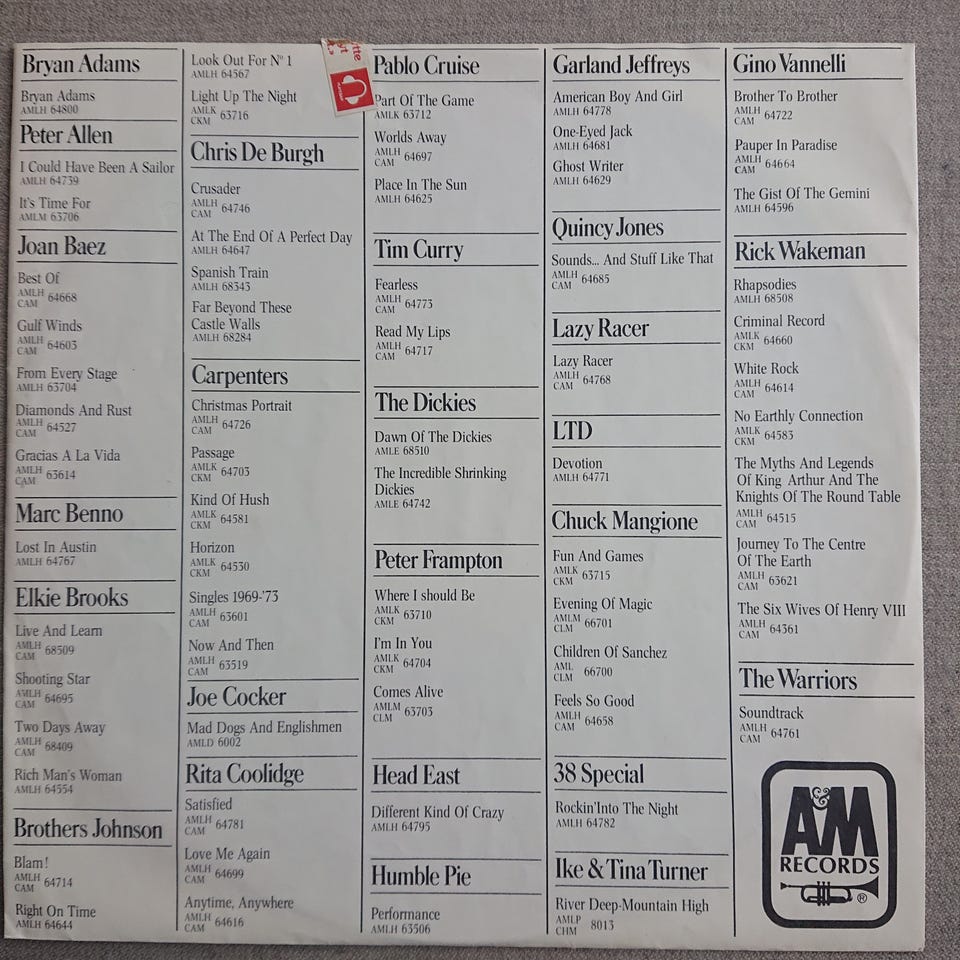 Bryan Adams
Bryan Adams
AMLH 64800
Peter Allen
I Could Have Been A Sailor
AMLH 64739
It's Time For
AMLM 63706
Joan Baez
Best Of
AMLH
CAM 64668
Gulf Winds
AMLH
CAM 64603
From Every Stage
AMLH 63704
Diamonds And Rust
AMLH
CAM 64527
Gracias A La Vida
AMLH
CAM 63614
Marc Benno
Lost In Austin
AMLH 64767
Elkie Brooks
Live And Learn
AMLH
CAM 68509
Shooting Star
AMLH
CAM 64695
Two Days Away
AMLH
CAM 68409
Rich Man's Woman
AMLH 64554
Brothers Johnson
Blam!
AMLH
CAM 64714
Right On Time
AMLH 64644
Look Out For Nº 1
AMLH 64567
Light Up The Night
AMLK
CKM 63716
Chris De Burgh
Crusader
AMLH
CAM 64746
At The End Of A Perfect Day
AMLH 64647
Spanish Train
AMLH 68343
Far Beyond These
Castle Walls
AMLH 68284
Carpenters
Christmas Portrait
AMLH
CAM 64726
Passage
AMLK
CKM 64703
Kind Of Hush
AMLK
CKM 64581
Horizon
AMLK
CKM 64530
Singles 1969-'73
AMLH
CAM 63601
Now And Then
AMLH
CAM 63519
Joe Cocker
Mad Dogs And Englishmen
AMLD 6002
Rita Coolidge
Satisfied
AMLH
CAM 64781
Love Me Again
AMLH
CAM 64699
Anytime, Anywhere
AMLH
CAM 64616
Pablo Cruise
Part Of The Game
AMLK 63712
Worlds Away
AMLH
CAM 64697
Place In The Sun
AMLH 64625
Tim Curry
Fearless
AMLH
CAM 64773
Read My Lips
AMLH
CAM 64717
The Dickies
Dawn Of The Dickies
AMLE 68510
The Incredible Shrinking
Dickies
AMLE 64742
Peter Frampton
Where I should Be
AMLK
CKM 63710
I'm In You
AMLK
CKM 64704
Comes Alive
AMLM
CLM 63703
Head East
Different Kind Of Crazy
AMLH 64795
Humble Pie
Performance
AMLH 63506
Garland Jeffreys
American Boy And Girl
AMLH 64778
One-Eyed Jack
AMLH 64681
Ghost Writer
AMLH 64629
Quincy Jones
Sounds... And Stuff Like That
AMLH
CAM 64685
Lazy Racer
Lazy Racer
AMLH
CAM 64768
LTD
Devotion
AMLH 64771
Chuck Mangione
Fun And Games
AMLK
CKM 63715
Evening Of Magic
AMLM
CLM 66701
Children Of Sanchez
AML
CLM 66700
Feels So Good
AMLH
CAM 64658
38 Special
Rockin'Into The Night
AMLH 64782
Ike & Tina Turner
River Deep-Mountain High
AMLP
CHM 8013
Gino Vannelli
Brother To Brother
AMLH
CAM 64722
Pauper In Paradise
AMLH
CAM 64664
The Gist Of The Gemini
AMLH 64596
Rick Wakeman
Rhapsodies
AMLH 68508
Criminal Record
AMLK
CKM 64660
White Rock
AMLH
CAM 64614
No Earthly Connection
AMLK
CKM 64583
The Myths And Legends
Of King Arthur And The
Knights Of The Round Table
AMLH
CAM 64515
Journey To The Centre
Of The Earth
AMLH
CAM 63621
The Six Wives Of Henry VIII
AMLH
CAM 64361
The Warriors
Soundtrack
AMLH
CAM 64761
A&M
RECORDS
®